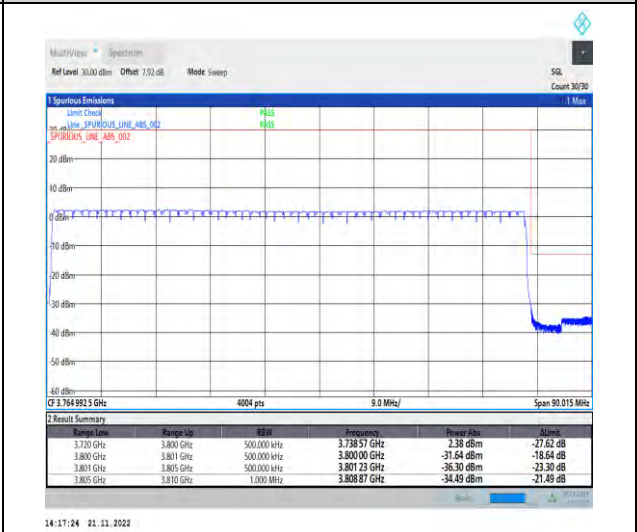 MultiView Spectrum
Ref Level 30.00 dBm Offset 7.92 dB Mode Sweep SGL
Count 30/30
1 Spurious Emissions 1 Max
Limit Check PASS
Line _SPURIOUS_LINE_ABS_002 PASS
_SPURIOUS_LINE_ABS_002
20 dBm
10 dBm
0 dBm
-10 dBm
-20 dBm
-30 dBm
-40 dBm
-50 dBm
-60 dBm
CF 3.764 992 5 GHz 4004 pts 9.0 MHz/ Span 90.015 MHz
2 Result Summary
Range Low Range Up RBW Frequency Power Abs ΔLimit
3.720 GHz 3.800 GHz 500.000 kHz 3.738 57 GHz 2.38 dBm -27.62 dB
3.800 GHz 3.801 GHz 500.000 kHz 3.800 00 GHz -31.64 dBm -18.64 dB
3.801 GHz 3.805 GHz 500.000 kHz 3.801 23 GHz -36.30 dBm -23.30 dB
3.805 GHz 3.810 GHz 1.000 MHz 3.808 87 GHz -34.49 dBm -21.49 dB
14:17:24 21.11.2022